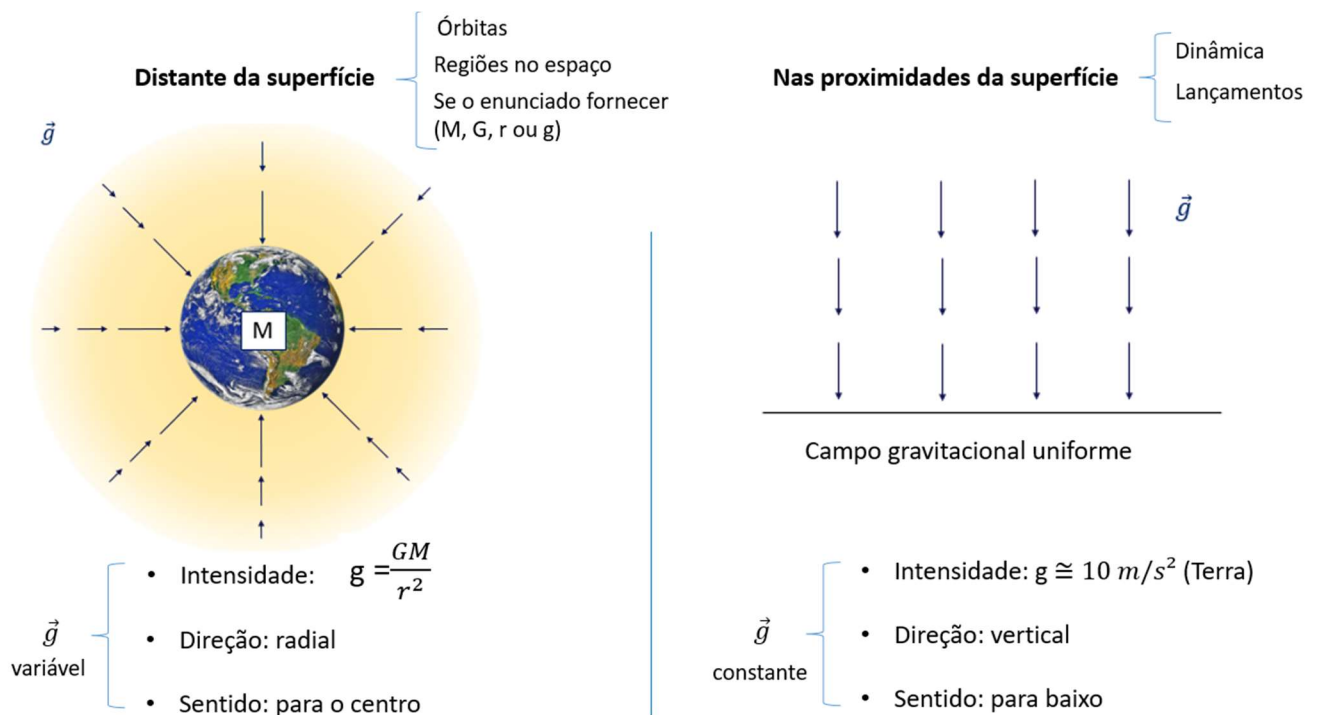 Distante da superfície
Órbitas
Regiões no espaço
Se o enunciado fornecer
(M, G, r ou g)
g⃗
M
• Intensidade: g = GM/r²
g⃗
variável
• Direção: radial
• Sentido: para o centro
Nas proximidades da superfície
Dinâmica
Lançamentos
g⃗
Campo gravitacional uniforme
• Intensidade: g ≅ 10 m/s² (Terra)
g⃗
constante
• Direção: vertical
• Sentido: para baixo